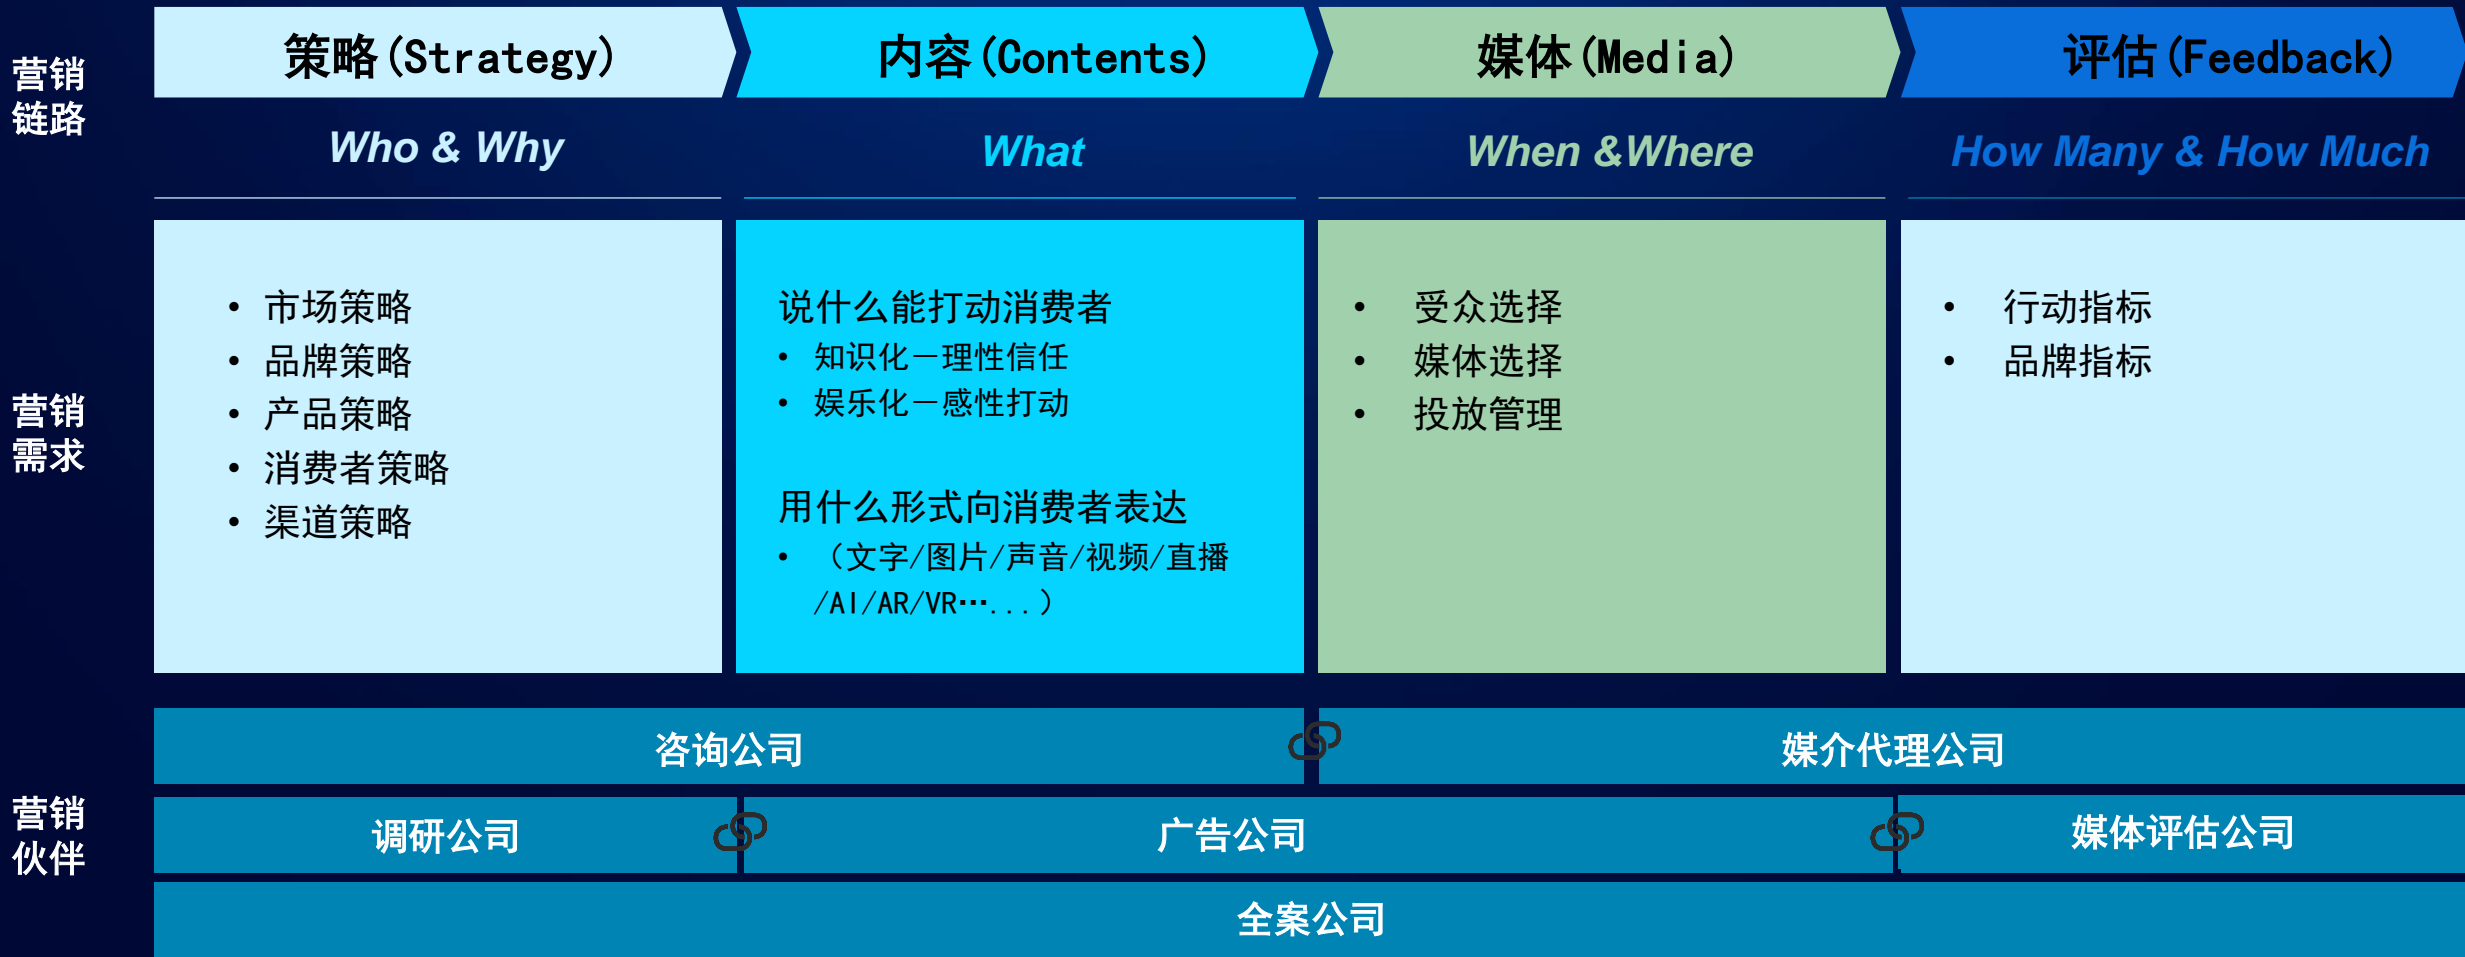 营销
链路
策略(Strategy)
内容(Contents)
媒体(Media)
评估(Feedback)
Who & Why
What
When &Where
How Many & How Much
营销
需求
• 市场策略
• 品牌策略
• 产品策略
• 消费者策略
• 渠道策略
说什么能打动消费者
• 知识化－理性信任
• 娱乐化－感性打动
用什么形式向消费者表达
• （文字/图片/声音/视频/直播
/AI/AR/VR…...）
• 受众选择
• 媒体选择
• 投放管理
• 行动指标
• 品牌指标
营销
伙伴
咨询公司
媒介代理公司
调研公司
广告公司
媒体评估公司
全案公司